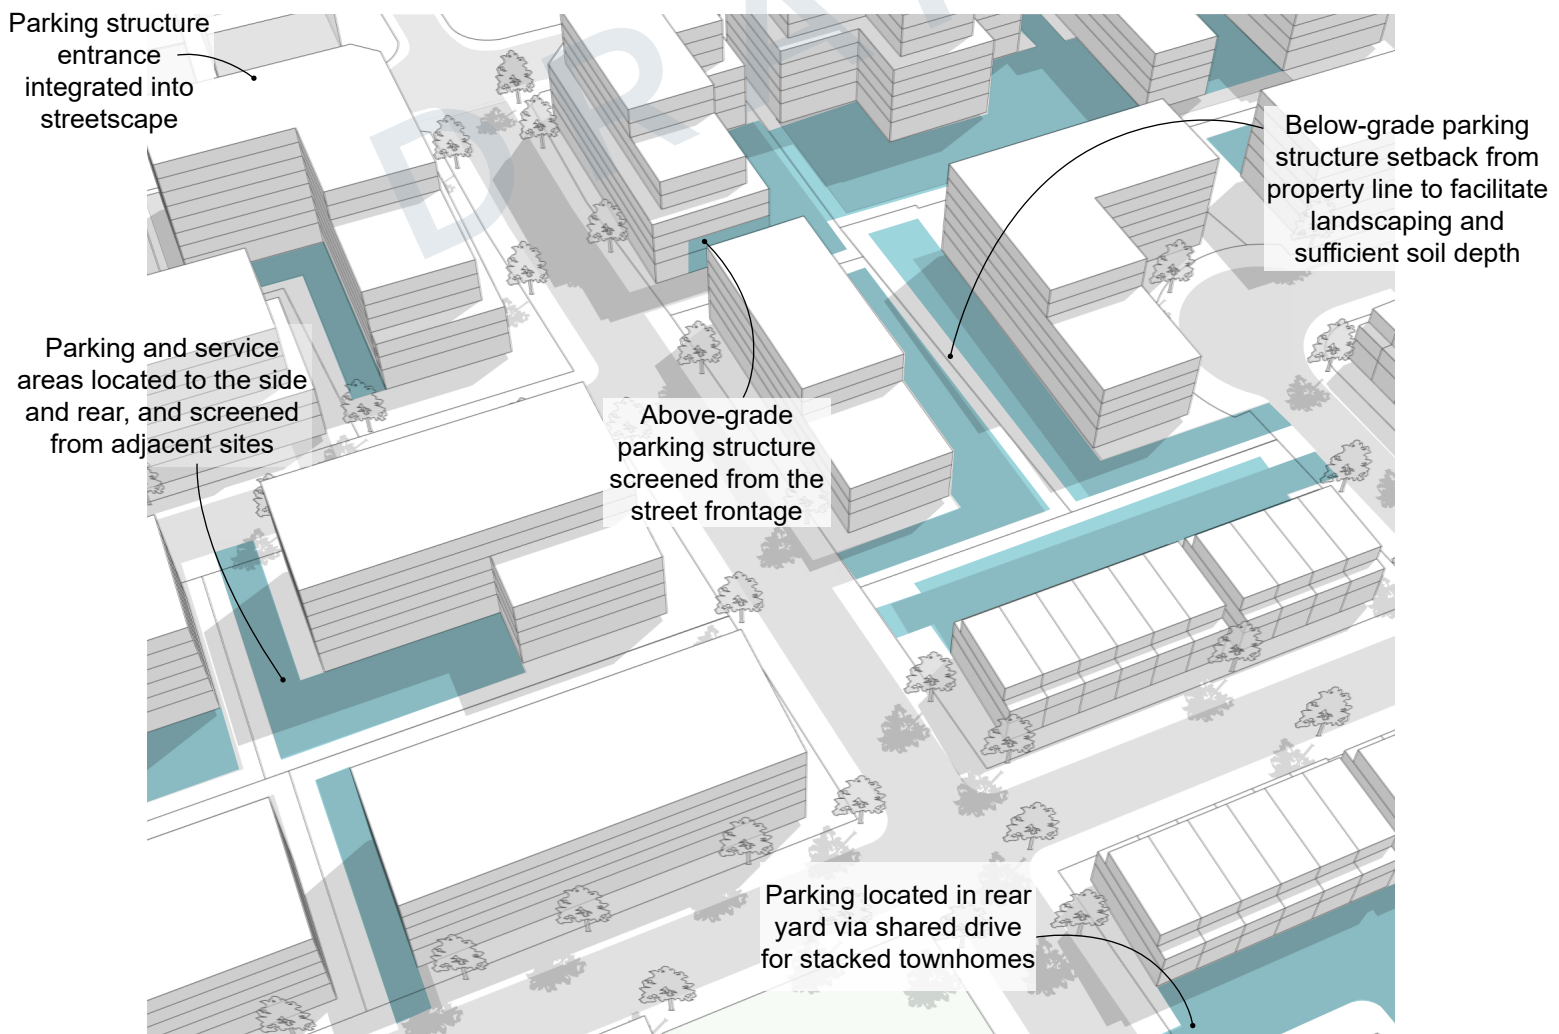 Parking structure
entrance
integrated into
streetscape
DRA
Below-grade parking
structure setback from
property line to facilitate
landscaping and
sufficient soil depth
Parking and service
areas located to the side
and rear, and screened
from adjacent sites
Above-grade
parking structure
screened from the
street frontage
Parking located in rear
yard via shared drive
for stacked townhomes